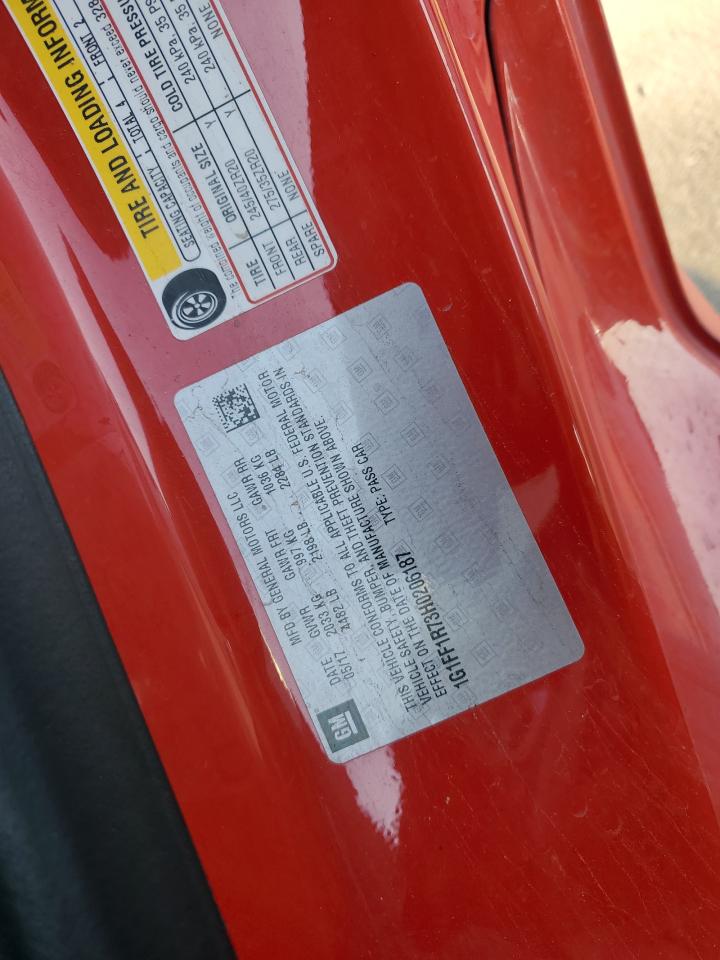 TIRE AND LOADING INFORM
SEATING CAPACITY TOTAL 4 FRONT 2
The combined weight of occupants and cargo should never exceed 328
TIRE ORIGINAL SIZE COLD TIRE PRESSU
FRONT 245/40ZR20 Y 240 KPA, 35 PS
REAR 275/35ZR20 Y 240 KPA, 35
SPARE NONE NONE
GM
MFD BY GENERAL MOTORS LLC
DATE GVWR GAWR FRT GAWR RR
05/17 2033 KG 997 KG 1036 KG
4482 LB 2198 LB 2284 LB
THIS VEHICLE CONFORMS TO ALL APPLICABLE U.S. FEDERAL MOTOR
VEHICLE SAFETY, BUMPER, AND THEFT PREVENTION STANDARDS IN
EFFECT ON THE DATE OF MANUFACTURE SHOWN ABOVE.
1G1FF1R73H0206187 TYPE: PASS CAR